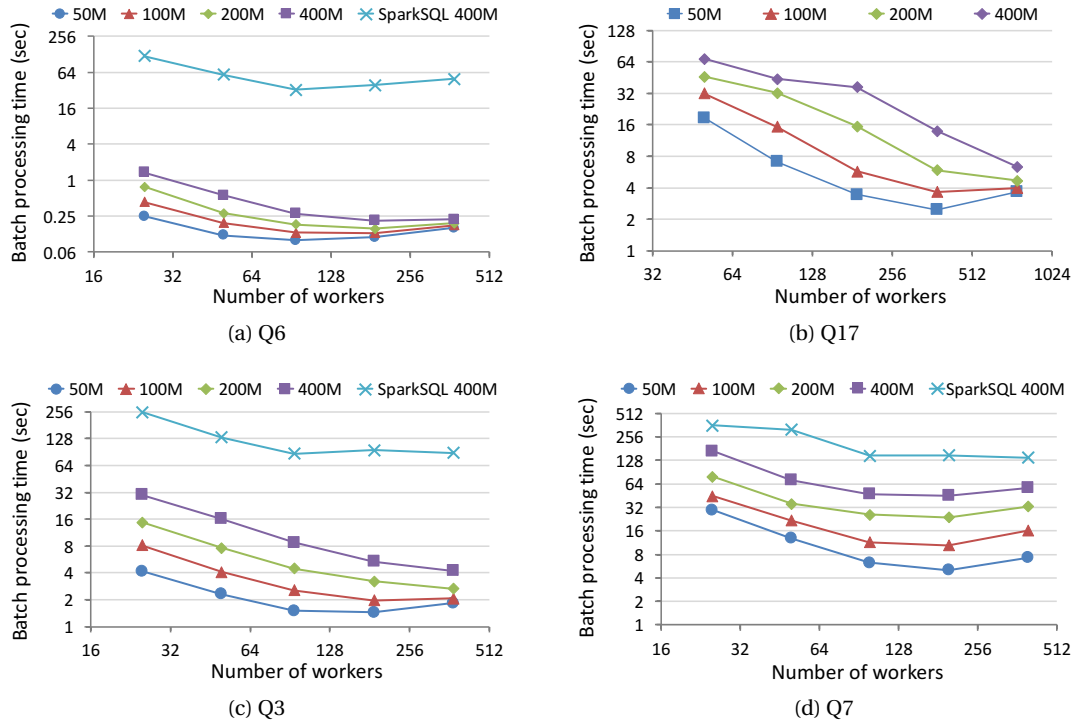 50M 100M 200M 400M SparkSQL 400M
Batch processing time (sec)
256
64
16
4
1
0.25
0.06
16 32 64 128 256 512
Number of workers
(a) Q6
50M 100M 200M 400M
Batch processing time (sec)
128
64
32
16
8
4
2
1
32 64 128 256 512 1024
Number of workers
(b) Q17
50M 100M 200M 400M SparkSQL 400M
Batch processing time (sec)
256
128
64
32
16
8
4
2
1
16 32 64 128 256 512
Number of workers
(c) Q3
50M 100M 200M 400M SparkSQL 400M
Batch processing time (sec)
512
256
128
64
32
16
8
4
2
1
16 32 64 128 256 512
Number of workers
(d) Q7